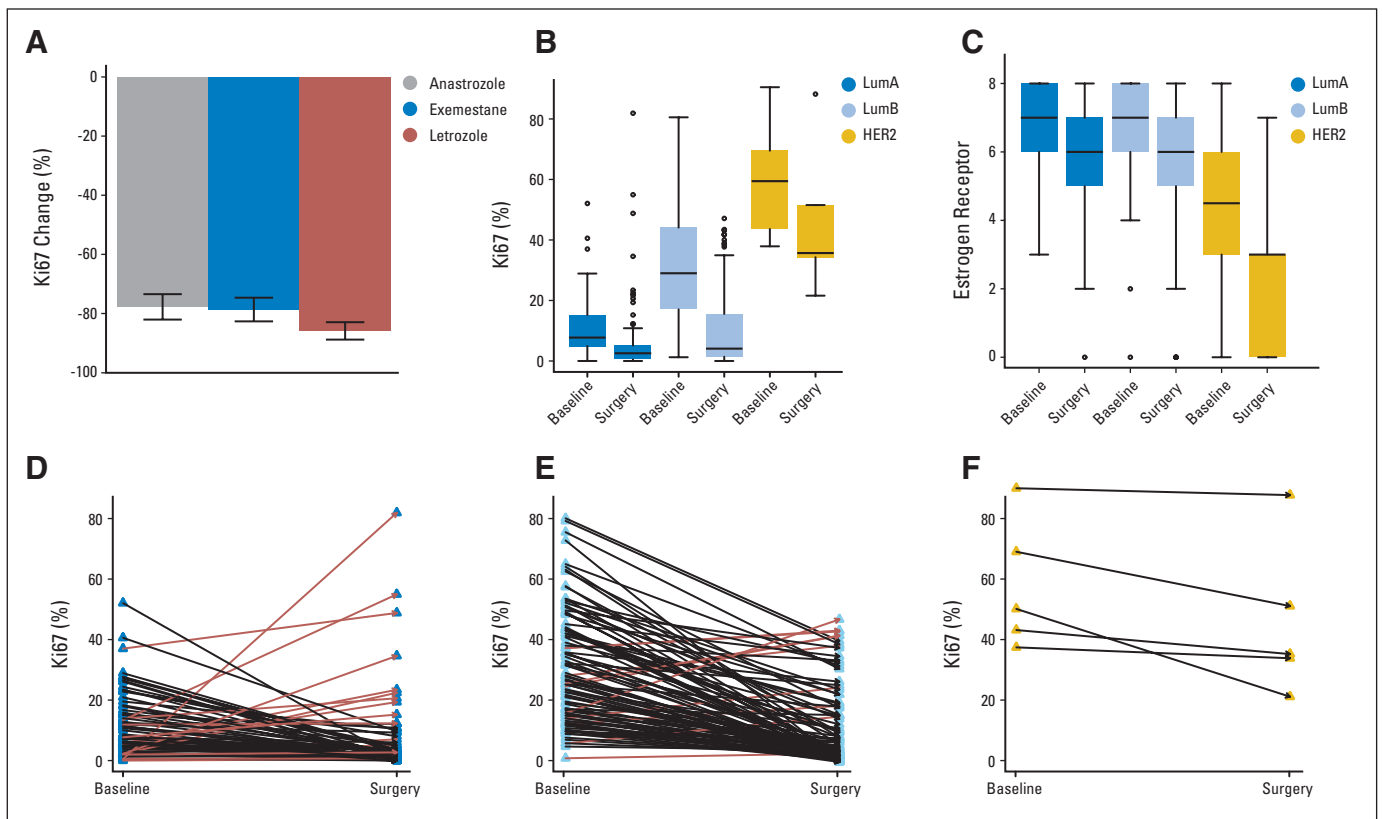 A
Ki67 Change (%)
0
-20
-40
-60
-80
-100
Anastrozole
Exemestane
Letrozole
B
Ki67 (%)
80
60
40
20
0
Baseline
Surgery
Baseline
Surgery
Baseline
Surgery
LumA
LumB
HER2
C
Estrogen Receptor
8
6
4
2
0
Baseline
Surgery
Baseline
Surgery
Baseline
Surgery
LumA
LumB
HER2
D
Ki67 (%)
80
60
40
20
0
Baseline
Surgery
E
Ki67 (%)
80
60
40
20
0
Baseline
Surgery
F
Ki67 (%)
80
60
40
20
0
Baseline
Surgery